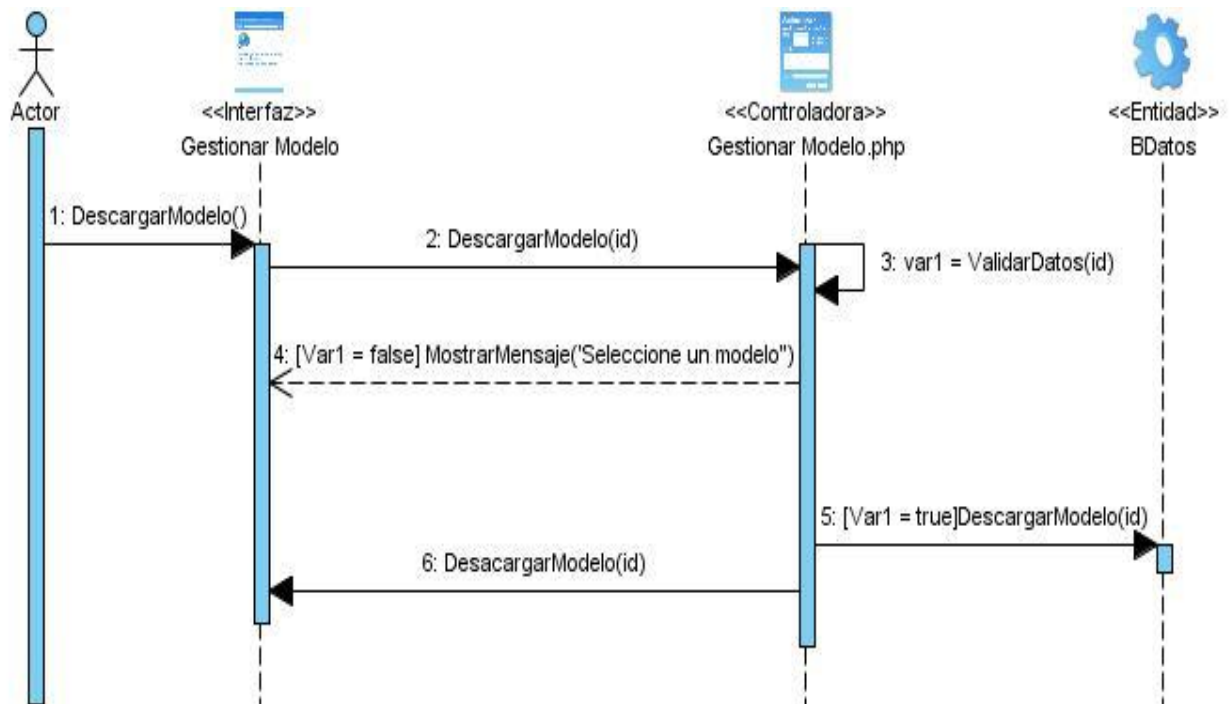 Actor
<<Interfaz>>
Gestionar Modelo
<<Controladora>>
Gestionar Modelo.php
<<Entidad>>
BDatos
1: DescargarModelo()
2: DescargarModelo(id)
3: var1 = ValidarDatos(id)
4: [Var1 = false] MostrarMensaje("Seleccione un modelo")
5: [Var1 = true]DescargarModelo(id)
6: DesacargarModelo(id)